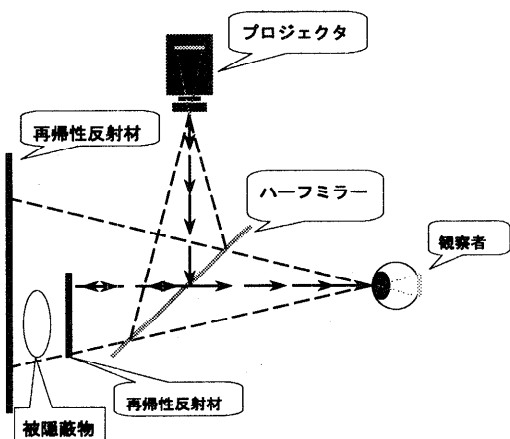 プロジェクタ
再帰性反射材
ハーフミラー
観察者
再帰性反射材
被隠蔽物